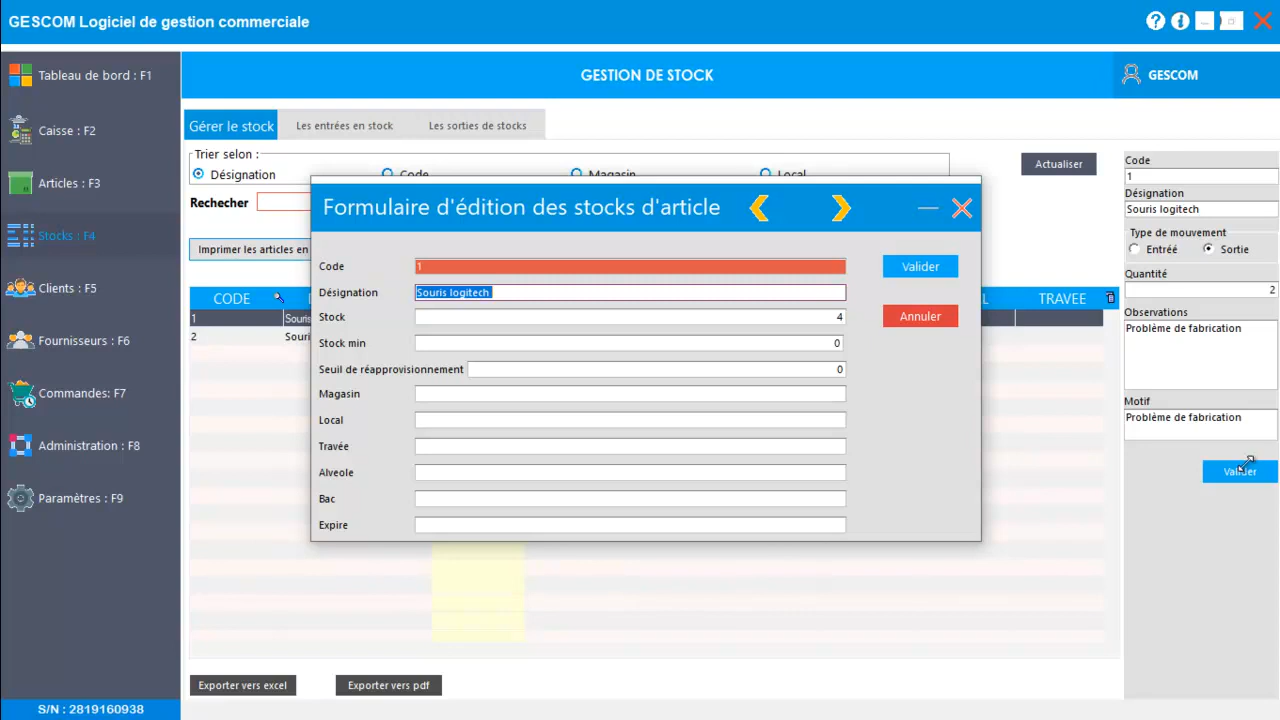 GESCOM Logiciel de gestion commerciale
Tableau de bord : F1
Caisse : F2
Articles : F3
Stocks : F4
Clients : F5
Fournisseurs : F6
Commandes: F7
Administration : F8
Paramètres : F9
S/N : 2819160938
GESTION DE STOCK
GESCOM
Gérer le stock
Les entrées en stock
Les sorties de stocks
Trier selon :
Désignation
Code
Magasin
Local
Actualiser
Rechecher
Imprimer les articles en
CODE
TRAVEE
1
Souris
2
Souri
Formulaire d'édition des stocks d'article
Code 1
Désignation Souris logitech
Stock 4
Stock min 0
Seuil de réapprovisionnement 0
Magasin
Local
Travée
Alveole
Bac
Expire
Valider
Annuler
Code
1
Désignation
Souris logitech
Type de mouvement
Entréé Sortie
Quantité
2
Observations
Problème de fabrication
Motif
Problème de fabrication
Valider
Exporter vers excel
Exporter vers pdf